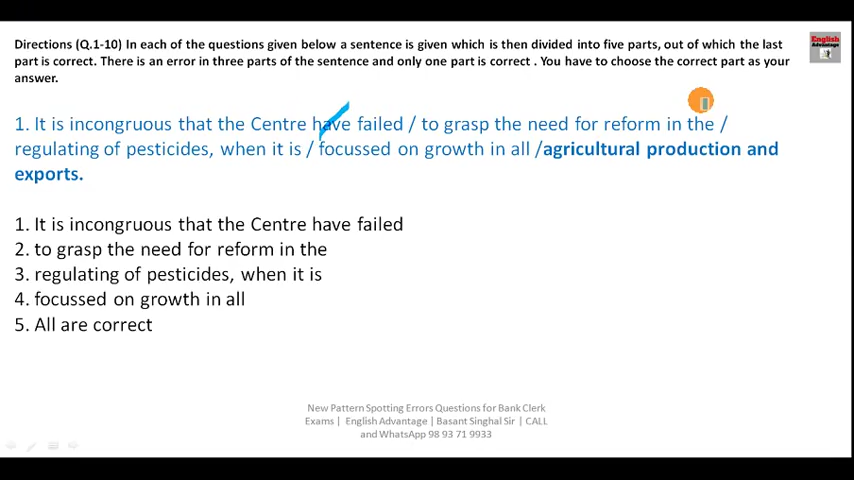 Directions (Q.1-10) In each of the questions given below a sentence is given which is then divided into five parts, out of which the last
part is correct. There is an error in three parts of the sentence and only one part is correct . You have to choose the correct part as your
answer.
English
Advantage
1. It is incongruous that the Centre have failed / to grasp the need for reform in the /
regulating of pesticides, when it is / focussed on growth in all /agricultural production and
exports.
1. It is incongruous that the Centre have failed
2. to grasp the need for reform in the
3. regulating of pesticides, when it is
4. focussed on growth in all
5. All are correct
New Pattern Spotting Errors Questions for Bank Clerk
Exams | English Advantage | Basant Singhal Sir | CALL
and WhatsApp 98 93 71 9933